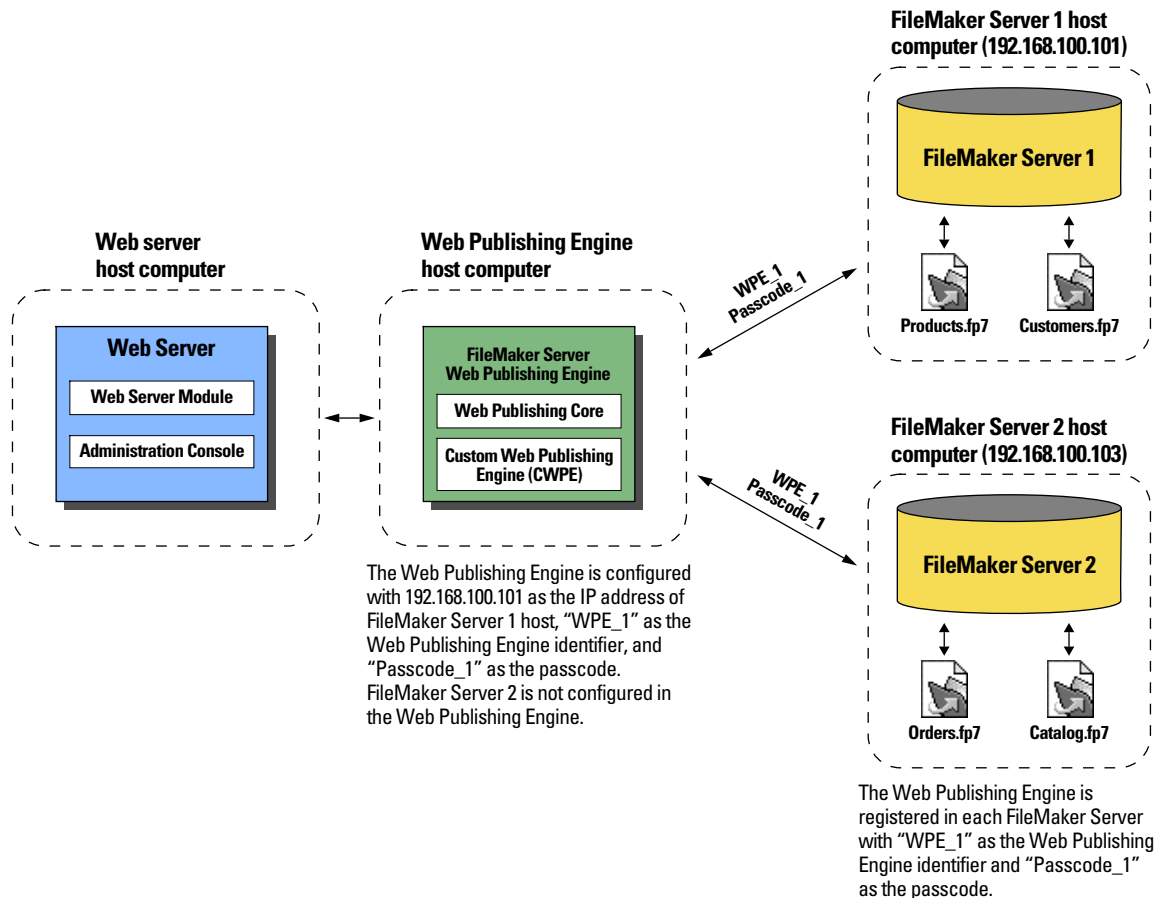 FileMaker Server 1 host
computer (192.168.100.101)
FileMaker Server 1
Products.fp7
Customers.fp7
Web server
host computer
Web Server
Web Server Module
Administration Console
Web Publishing Engine
host computer
FileMaker Server
Web Publishing Engine
Web Publishing Core
Custom Web Publishing
Engine (CWPE)
WPE_1
Passcode_1
WPE_1
Passcode_1
The Web Publishing Engine is configured
with 192.168.100.101 as the IP address of
FileMaker Server 1 host, “WPE_1” as the
Web Publishing Engine identifier, and
“Passcode_1” as the passcode.
FileMaker Server 2 is not configured in
the Web Publishing Engine.
FileMaker Server 2 host
computer (192.168.100.103)
FileMaker Server 2
Orders.fp7
Catalog.fp7
The Web Publishing Engine is
registered in each FileMaker Server
with “WPE_1” as the Web Publishing
Engine identifier and “Passcode_1”
as the passcode.